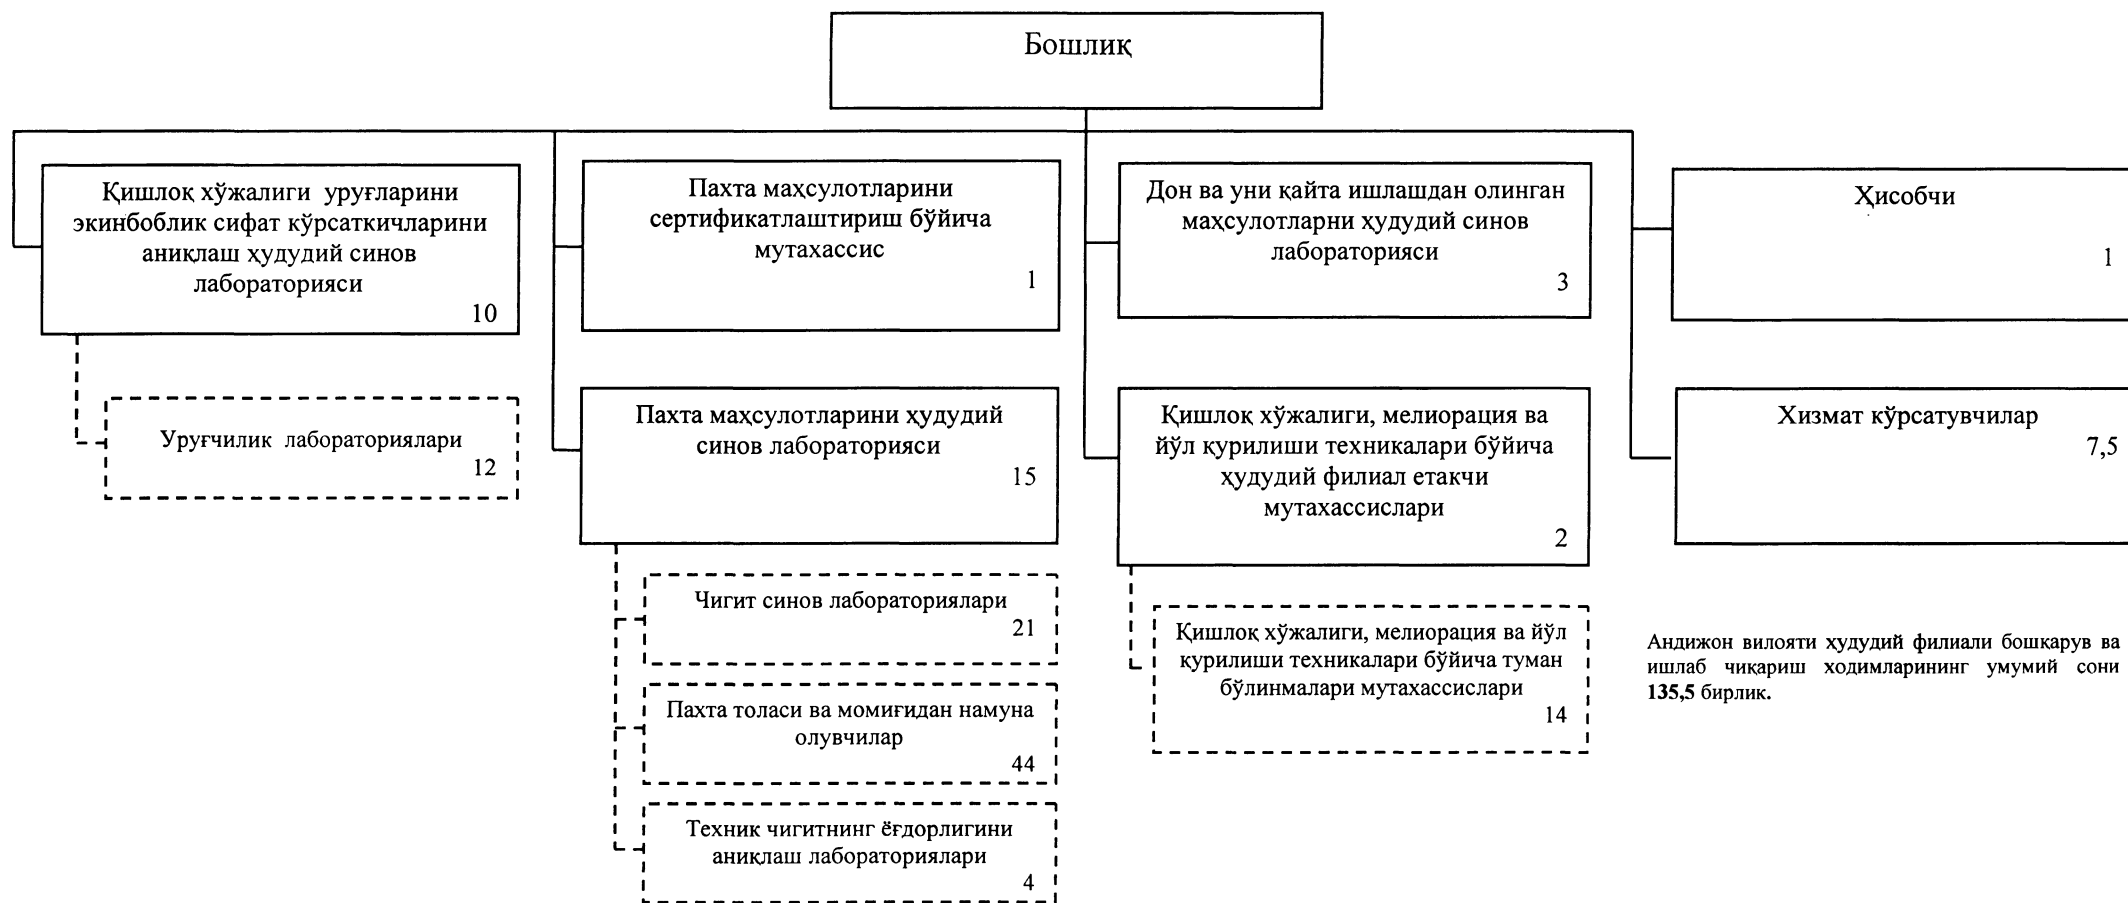 Бошлиқ
Қишлоқ хўжалиги уруғларини
экинбоблик сифат кўрсаткичларини
аниқлаш ҳудудий синов
лабораторияси
10
Уруғчилик лабораториялари
12
Пахта маҳсулотларини
сертификатлаштириш бўйича
мутахассис
1
Пахта маҳсулотларини ҳудудий
синов лабораторияси
15
Чигит синов лабораториялари
21
Пахта толаси ва момиғидан намуна
олувчилар
44
Техник чигитнинг ёғдорлигини
аниқлаш лабораториялари
4
Дон ва уни қайта ишлашдан олинган
маҳсулотларни ҳудудий синов
лабораторияси
3
Қишлоқ хўжалиги, мелиорация ва
йўл қурилиши техникалари бўйича
ҳудудий филиал етакчи
мутахассислари
2
Қишлоқ хўжалиги, мелиорация ва йўл
қурилиши техникалари бўйича туман
бўлинмалари мутахассислари
14
Ҳисобчи
1
Хизмат кўрсатувчилар
7,5
Андижон вилояти ҳудудий филиали бошқарув ва
ишлаб чиқариш ходимларининг умумий сони
135,5 бирлик.